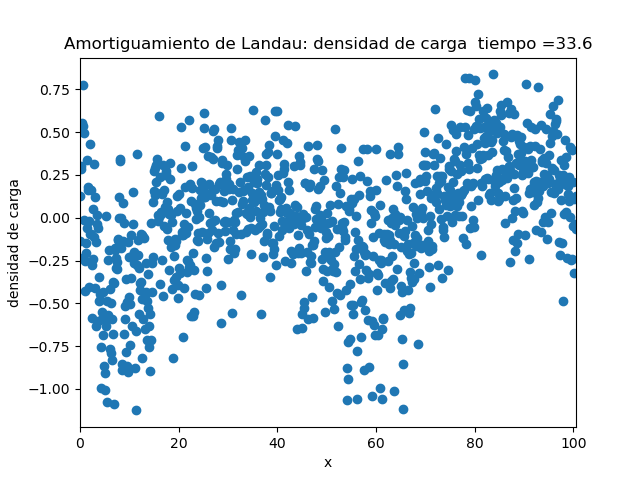 Amortiguamiento de Landau: densidad de carga  tiempo =33.6
densidad de carga
0.75
0.50
0.25
0.00
−0.25
−0.50
−0.75
−1.00
0 20 40 60 80 100
x